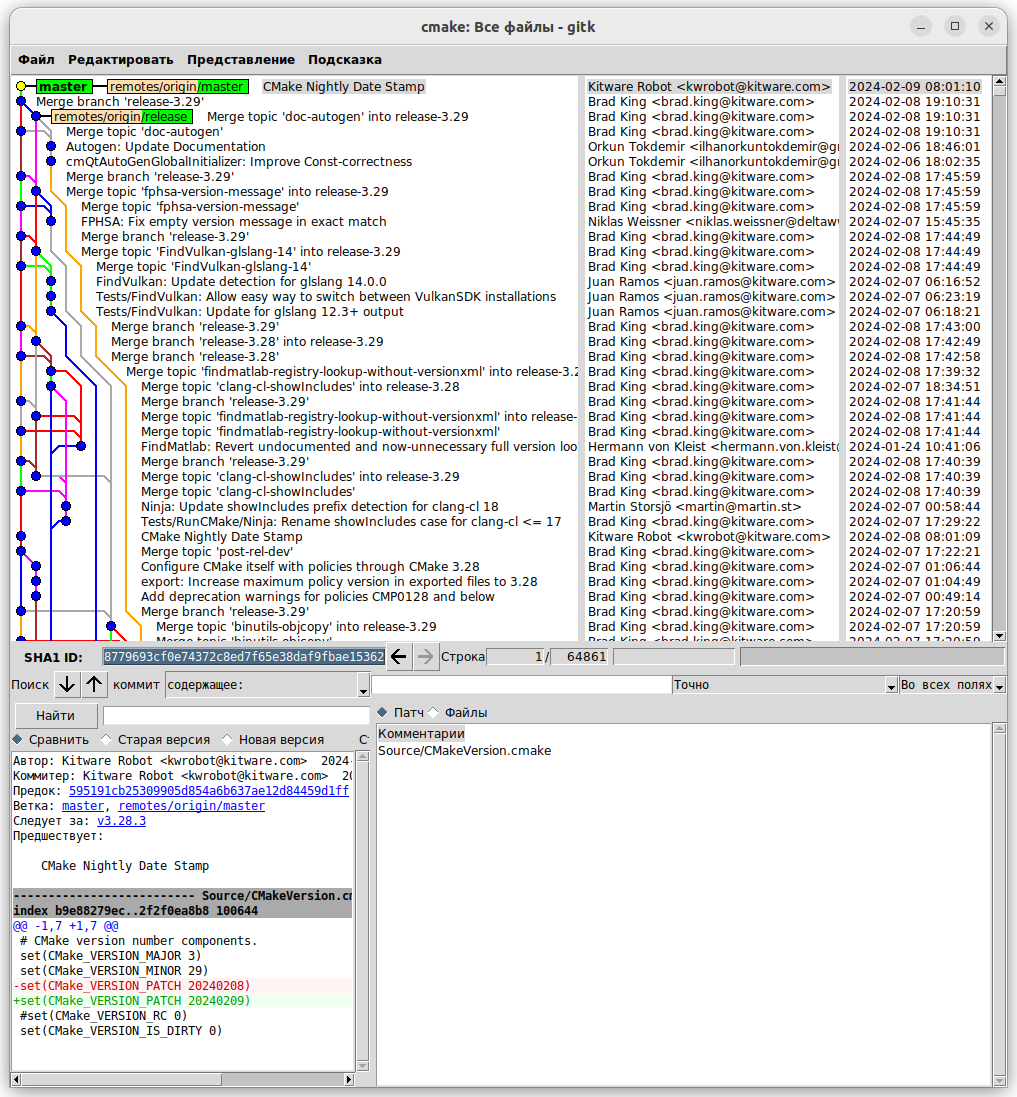 cmake: Все файлы - gitk
Файл Редактировать Представление Подсказка
master remotes/origin/master CMake Nightly Date Stamp Kitware Robot <kwrobot@kitware.com> 2024-02-09 08:01:10
Merge branch 'release-3.29' Brad King <brad.king@kitware.com> 2024-02-08 19:10:31
remotes/origin/release Merge topic 'doc-autogen' into release-3.29 Brad King <brad.king@kitware.com> 2024-02-08 19:10:31
Merge topic 'doc-autogen' Brad King <brad.king@kitware.com> 2024-02-08 19:10:31
Autogen: Update Documentation Orkun Tokdemir <ilhanorkuntokdemir@g 2024-02-06 18:46:01
cmQtAutoGenGlobalInitializer: Improve Const-correctness Orkun Tokdemir <ilhanorkuntokdemir@g 2024-02-06 18:02:35
Merge branch 'release-3.29' Brad King <brad.king@kitware.com> 2024-02-08 17:45:59
Merge topic 'fphsa-version-message' into release-3.29 Brad King <brad.king@kitware.com> 2024-02-08 17:45:59
Merge topic 'fphsa-version-message' Brad King <brad.king@kitware.com> 2024-02-08 17:45:59
FPHSA: Fix empty version message in exact match Niklas Weissner <niklas.weissner@deltaw 2024-02-07 15:45:35
Merge branch 'release-3.29' Brad King <brad.king@kitware.com> 2024-02-08 17:44:49
Merge topic 'FindVulkan-glslang-14' into release-3.29 Brad King <brad.king@kitware.com> 2024-02-08 17:44:49
Merge topic 'FindVulkan-glslang-14' Brad King <brad.king@kitware.com> 2024-02-08 17:44:49
FindVulkan: Update detection for glslang 14.0.0 Juan Ramos <juan.ramos@kitware.com> 2024-02-07 06:16:52
Tests/FindVulkan: Allow easy way to switch between VulkanSDK installations Juan Ramos <juan.ramos@kitware.com> 2024-02-07 06:23:19
Tests/FindVulkan: Update for glslang 12.3+ output Juan Ramos <juan.ramos@kitware.com> 2024-02-07 06:18:21
Merge branch 'release-3.29' Brad King <brad.king@kitware.com> 2024-02-08 17:43:00
Merge branch 'release-3.28' into release-3.29 Brad King <brad.king@kitware.com> 2024-02-08 17:42:49
Merge branch 'release-3.28' Brad King <brad.king@kitware.com> 2024-02-08 17:42:58
Merge topic 'findmatlab-registry-lookup-without-versionxml' into release-3.2 Brad King <brad.king@kitware.com> 2024-02-08 17:39:32
Merge topic 'clang-cl-showIncludes' into release-3.28 Brad King <brad.king@kitware.com> 2024-02-07 18:34:51
Merge branch 'release-3.29' Brad King <brad.king@kitware.com> 2024-02-08 17:41:44
Merge topic 'findmatlab-registry-lookup-without-versionxml' into release- Brad King <brad.king@kitware.com> 2024-02-08 17:41:44
Merge topic 'findmatlab-registry-lookup-without-versionxml' Brad King <brad.king@kitware.com> 2024-02-08 17:41:44
FindMatlab: Revert undocumented and now-unnecessary full version loo Hermann von Kleist <hermann.von.kleist@ 2024-01-24 10:41:06
Merge branch 'release-3.29' Brad King <brad.king@kitware.com> 2024-02-08 17:40:39
Merge topic 'clang-cl-showIncludes' into release-3.29 Brad King <brad.king@kitware.com> 2024-02-08 17:40:39
Merge topic 'clang-cl-showIncludes' Brad King <brad.king@kitware.com> 2024-02-08 17:40:39
Ninja: Update showIncludes prefix detection for clang-cl 18 Martin Storsjö <martin@martin.st> 2024-02-07 00:58:44
Tests/RunCMake/Ninja: Rename showIncludes case for clang-cl <= 17 Brad King <brad.king@kitware.com> 2024-02-07 17:29:22
CMake Nightly Date Stamp Kitware Robot <kwrobot@kitware.com> 2024-02-08 08:01:09
Merge topic 'post-rel-dev' Brad King <brad.king@kitware.com> 2024-02-07 17:22:21
Configure CMake itself with policies through CMake 3.28 Brad King <brad.king@kitware.com> 2024-02-07 01:06:44
export: Increase maximum policy version in exported files to 3.28 Brad King <brad.king@kitware.com> 2024-02-07 01:04:49
Add deprecation warnings for policies CMP0128 and below Brad King <brad.king@kitware.com> 2024-02-07 00:49:14
Merge branch 'release-3.29' Brad King <brad.king@kitware.com> 2024-02-07 17:20:59
Merge topic 'binutils-objcopy' into release-3.29 Brad King <brad.king@kitware.com> 2024-02-07 17:20:59
Merge topic 'binutils-objcopy' Brad King <brad.king@kitware.com> 2024-02-07 17:20:59
SHA1 ID: 8779693cf0e74372c8ed7f65e38daf9fbae15362 Строка 1 / 64861
Поиск коммит содержащее: Точно Во всех полях
Найти Патч Файлы
Сравнить Старая версия Новая версия С
Комментарии
Source/CMakeVersion.cmake
Автор: Kitware Robot <kwrobot@kitware.com> 2024-
Коммитер: Kitware Robot <kwrobot@kitware.com> 20
Предок: 595191cb25309905d854a6b637ae12d84459d1ff
Ветка: master, remotes/origin/master
Следует за: v3.28.3
Предшествует:
CMake Nightly Date Stamp
-------------------------- Source/CMakeVersion.cm
index b9e88279ec..2f2f0ea8b8 100644
@@ -1,7 +1,7 @@
# CMake version number components.
set(CMake_VERSION_MAJOR 3)
set(CMake_VERSION_MINOR 29)
-set(CMake_VERSION_PATCH 20240208)
+set(CMake_VERSION_PATCH 20240209)
#set(CMake_VERSION_RC 0)
set(CMake_VERSION_IS_DIRTY 0)